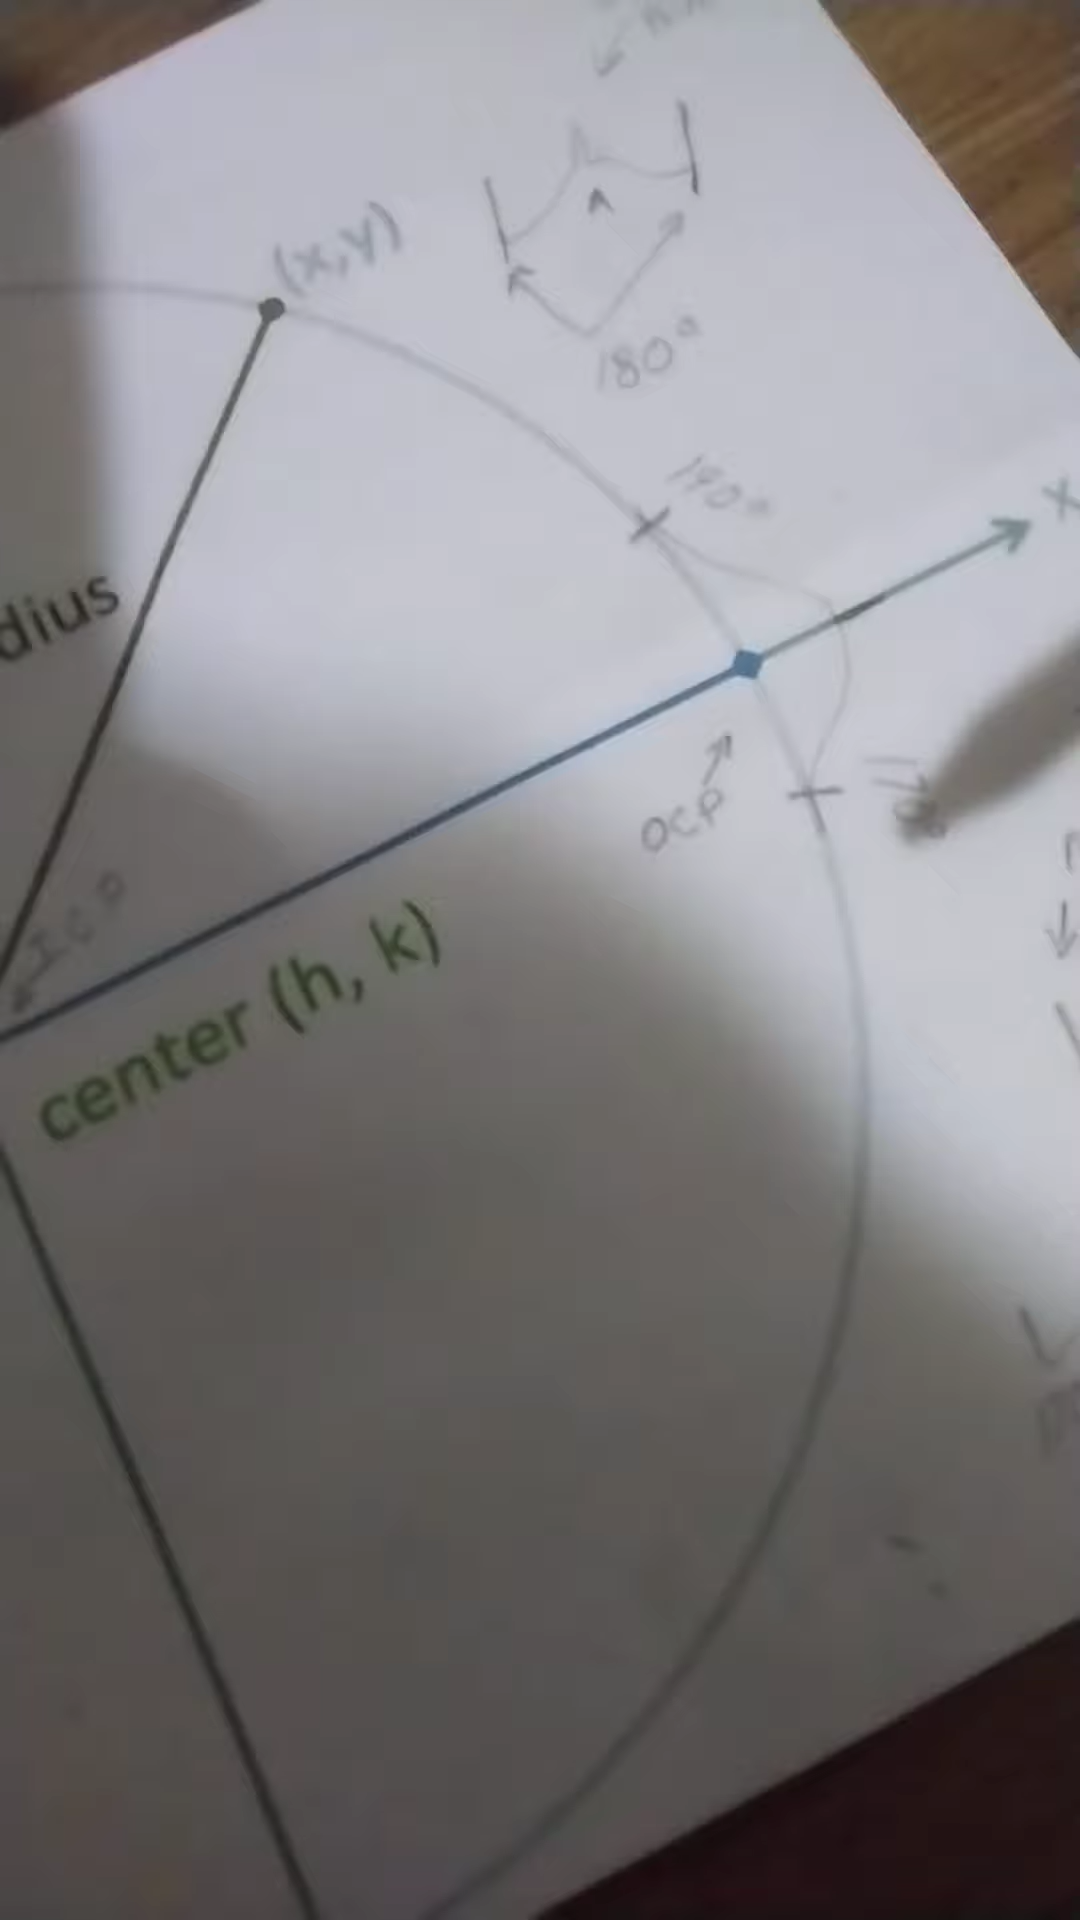 (x,y)
180°
190°
x
dius
OCP
ICP
center (h, k)